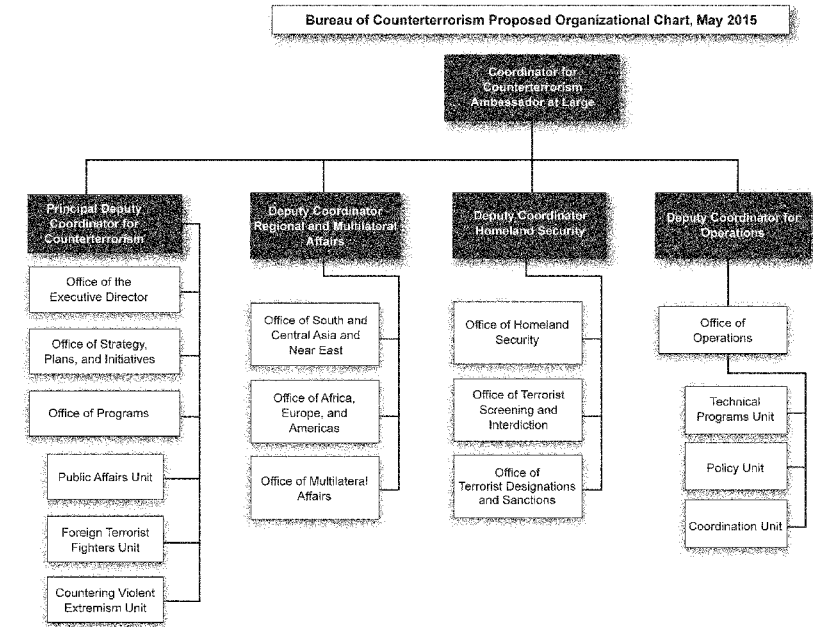 Bureau of Counterterrorism Proposed Organizational Chart, May 2015
Coordinator for
Counterterrorism
Ambassador at Large
Principal Deputy
Coordinator for
Counterterrorism
Office of the
Executive Director
Office of Strategy,
Plans, and Initiatives
Office of Programs
Public Affairs Unit
Foreign Terrorist
Fighters Unit
Countering Violent
Extremism Unit
Deputy Coordinator
Regional and Multilateral
Affairs
Office of South and
Central Asia and
Near East
Office of Africa,
Europe, and
Americas
Office of Multilateral
Affairs
Deputy Coordinator
Homeland Security
Office of Homeland
Security
Office of Terrorist
Screening and
Interdiction
Office of
Terrorist Designations
and Sanctions
Deputy Coordinator for
Operations
Office of
Operations
Technical
Programs Unit
Policy Unit
Coordination Unit